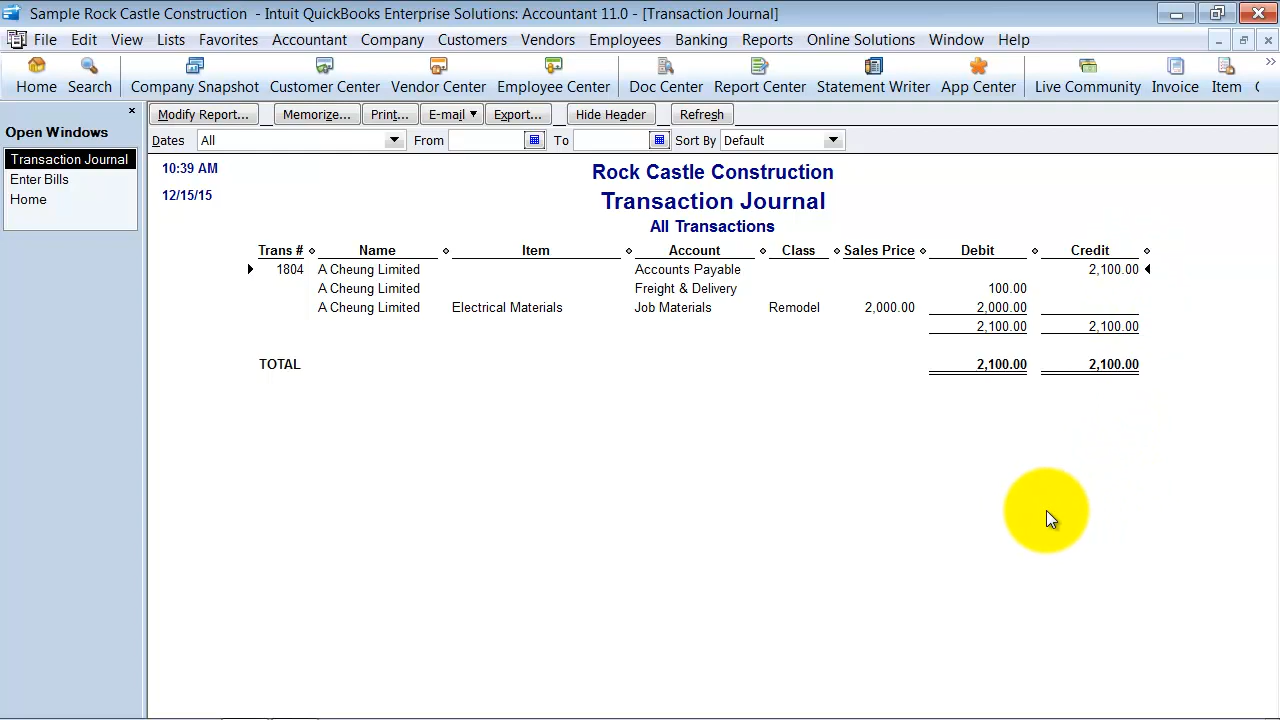 Sample Rock Castle Construction - Intuit QuickBooks Enterprise Solutions: Accountant 11.0 - [Transaction Journal]
File Edit View Lists Favorites Accountant Company Customers Vendors Employees Banking Reports Online Solutions Window Help
Home Search Company Snapshot Customer Center Vendor Center Employee Center Doc Center Report Center Statement Writer App Center Live Community Invoice Item
Open Windows
Transaction Journal
Enter Bills
Home
Modify Report... Memorize... Print... E-mail Export... Hide Header Refresh
Dates All From To Sort By Default
10:39 AM
12/15/15
Rock Castle Construction
Transaction Journal
All Transactions
Trans # Name Item Account Class Sales Price Debit Credit
1804 A Cheung Limited Accounts Payable 2,100.00
A Cheung Limited Freight & Delivery 100.00
A Cheung Limited Electrical Materials Job Materials Remodel 2,000.00 2,000.00
2,100.00 2,100.00
TOTAL 2,100.00 2,100.00